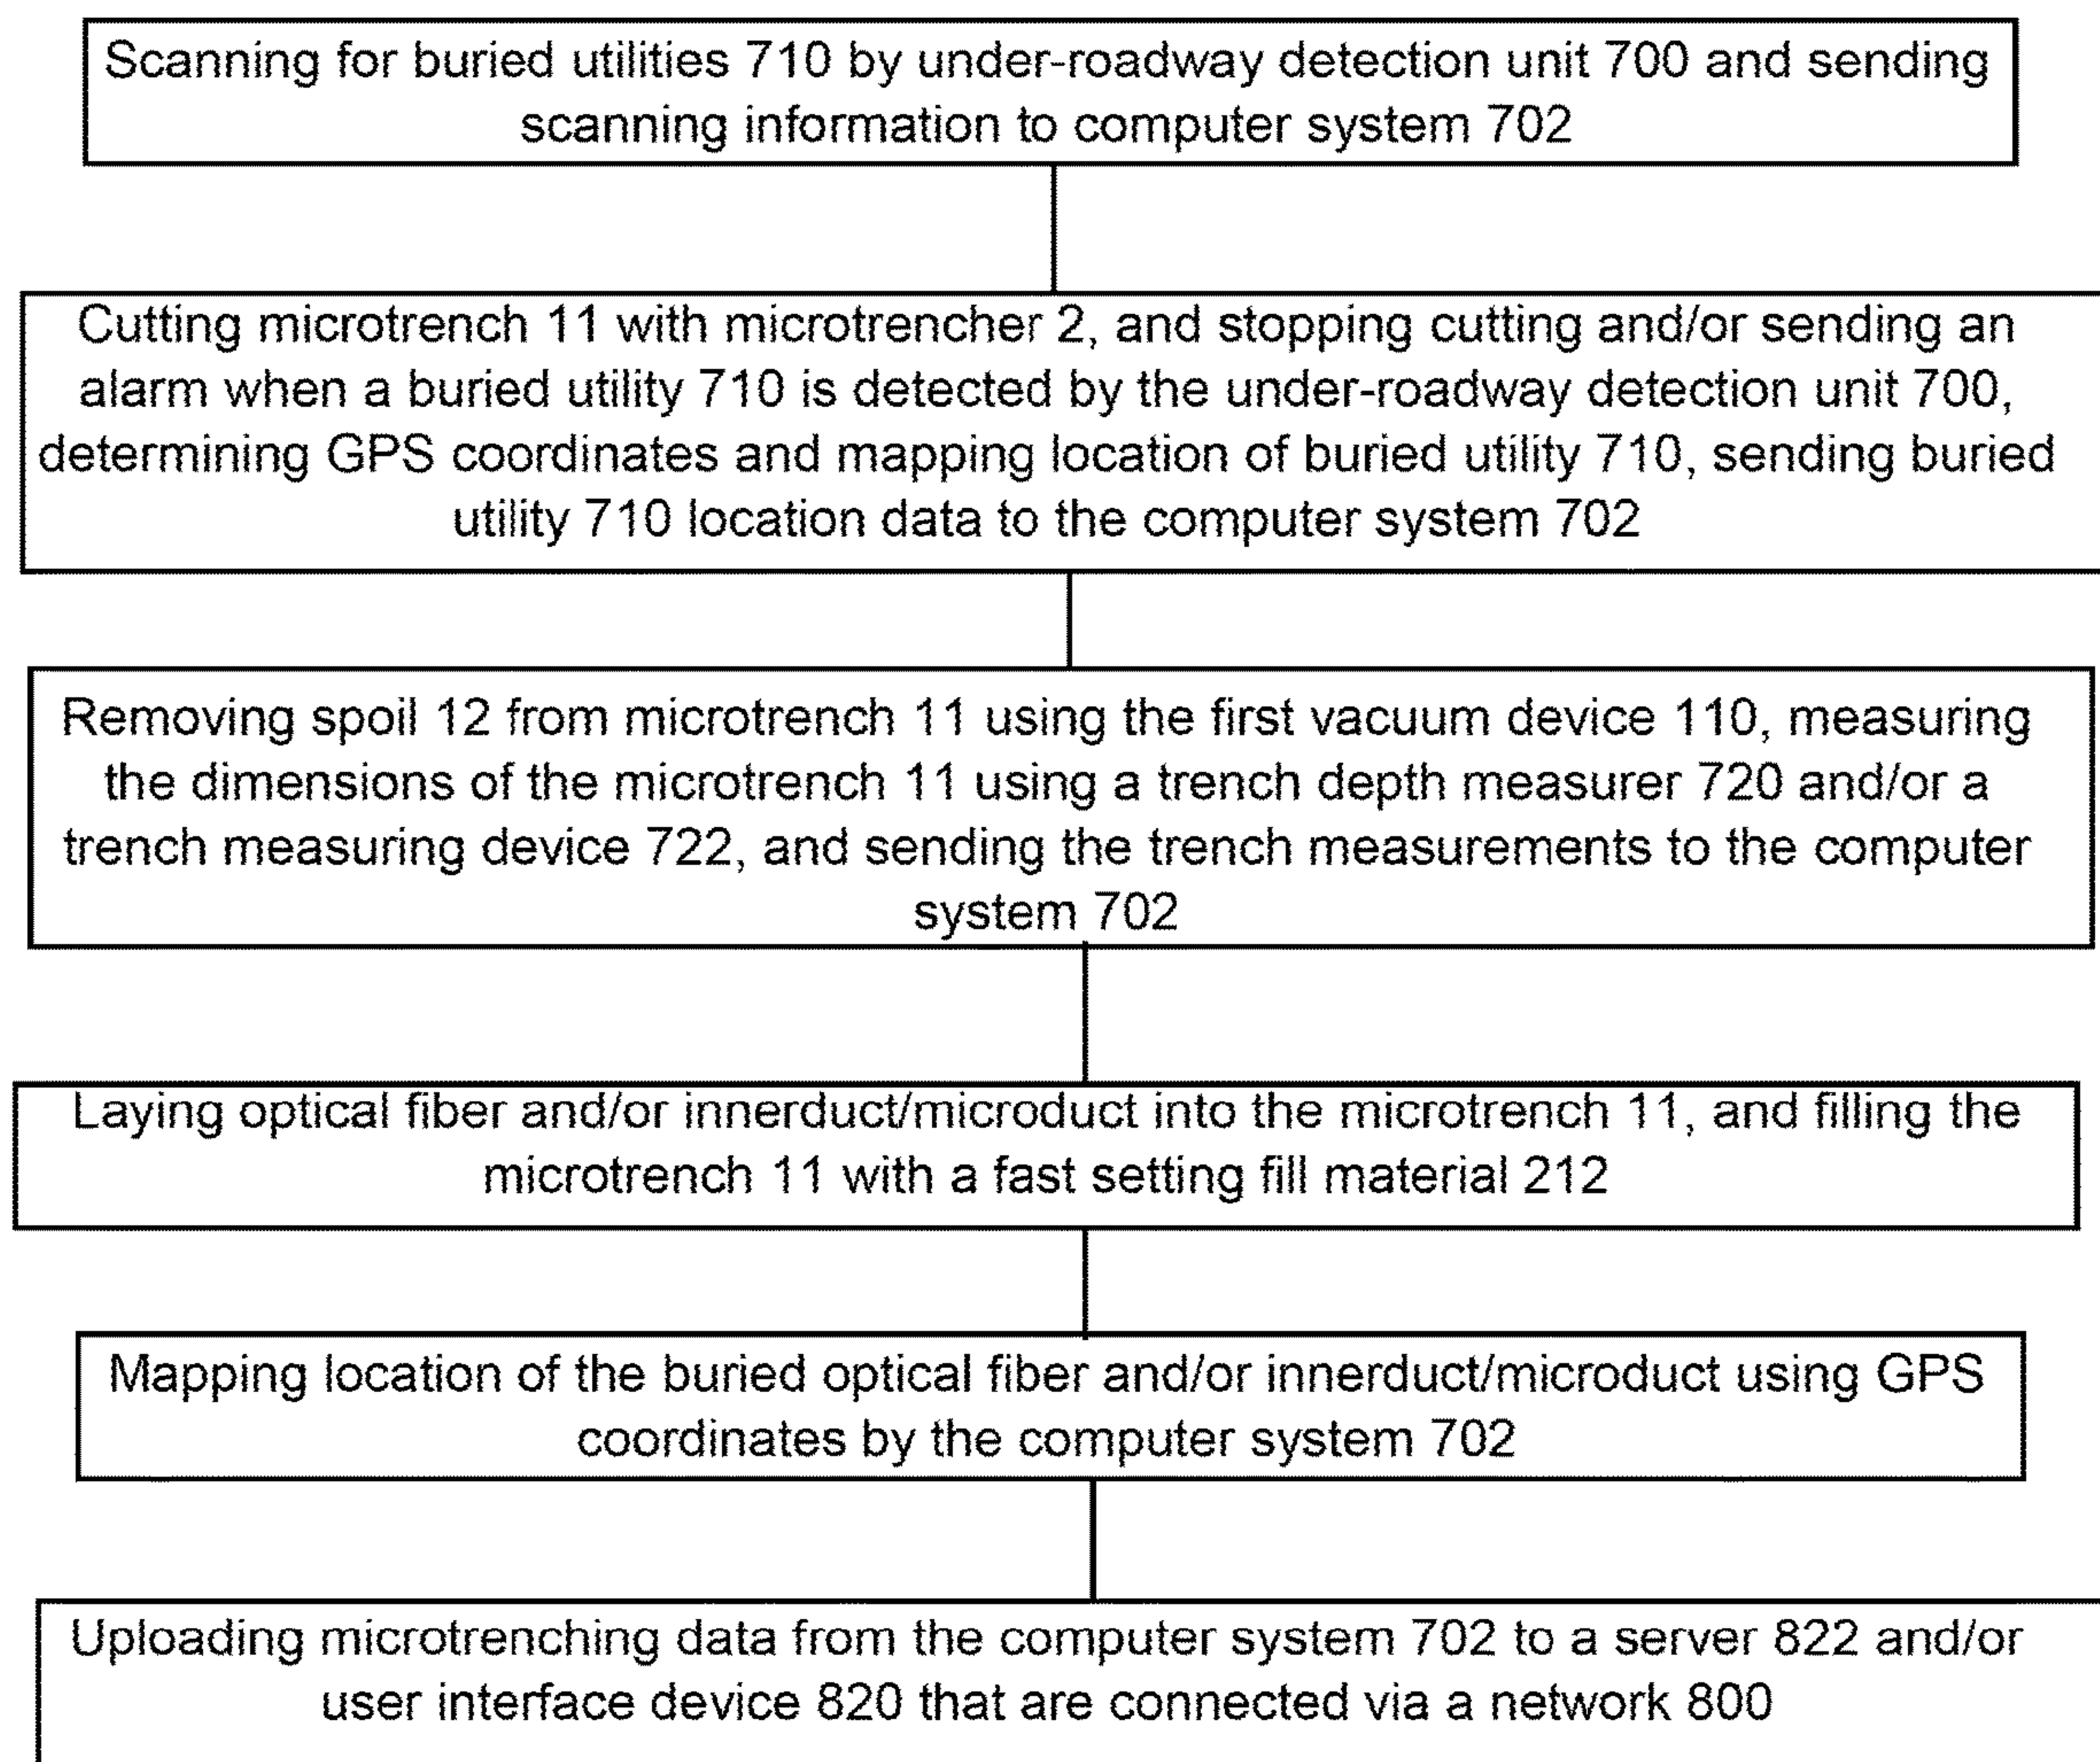 Scanning for buried utilities 710 by under-roadway detection unit 700 and sending
scanning information to computer system 702
Cutting microtrench 11 with microtrencher 2, and stopping cutting and/or sending an
alarm when a buried utility 710 is detected by the under-roadway detection unit 700,
determining GPS coordinates and mapping location of buried utility 710, sending buried
utility 710 location data to the computer system 702
Removing spoil 12 from microtrench 11 using the first vacuum device 110, measuring
the dimensions of the microtrench 11 using a trench depth measurer 720 and/or a
trench measuring device 722, and sending the trench measurements to the computer
system 702
Laying optical fiber and/or innerduct/microduct into the microtrench 11, and filling the
microtrench 11 with a fast setting fill material 212
Mapping location of the buried optical fiber and/or innerduct/microduct using GPS
coordinates by the computer system 702
Uploading microtrenching data from the computer system 702 to a server 822 and/or
user interface device 820 that are connected via a network 800